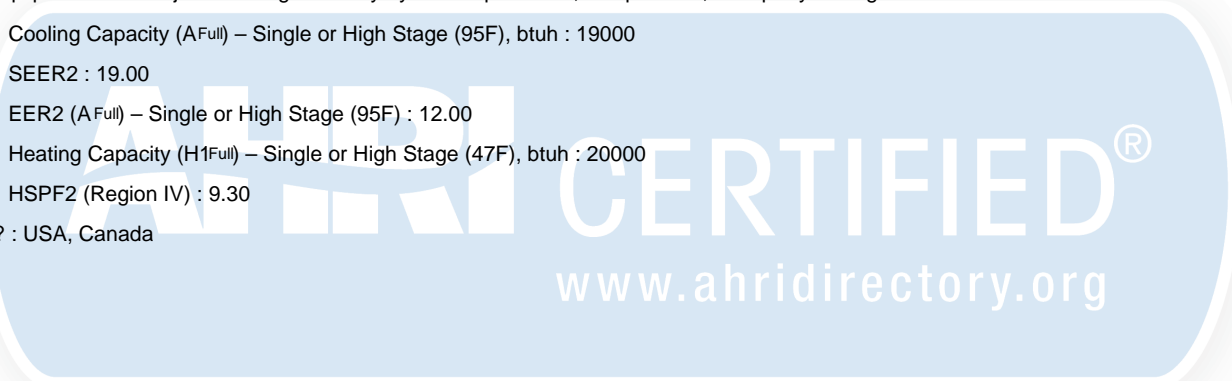 Cooling Capacity (AFull) – Single or High Stage (95F), btuh : 19000
SEER2 : 19.00
EER2 (AFull) – Single or High Stage (95F) : 12.00
Heating Capacity (H1Full) – Single or High Stage (47F), btuh : 20000
HSPF2 (Region IV) : 9.30
? : USA, Canada
AHRI CERTIFIED®
www.ahridirectory.org